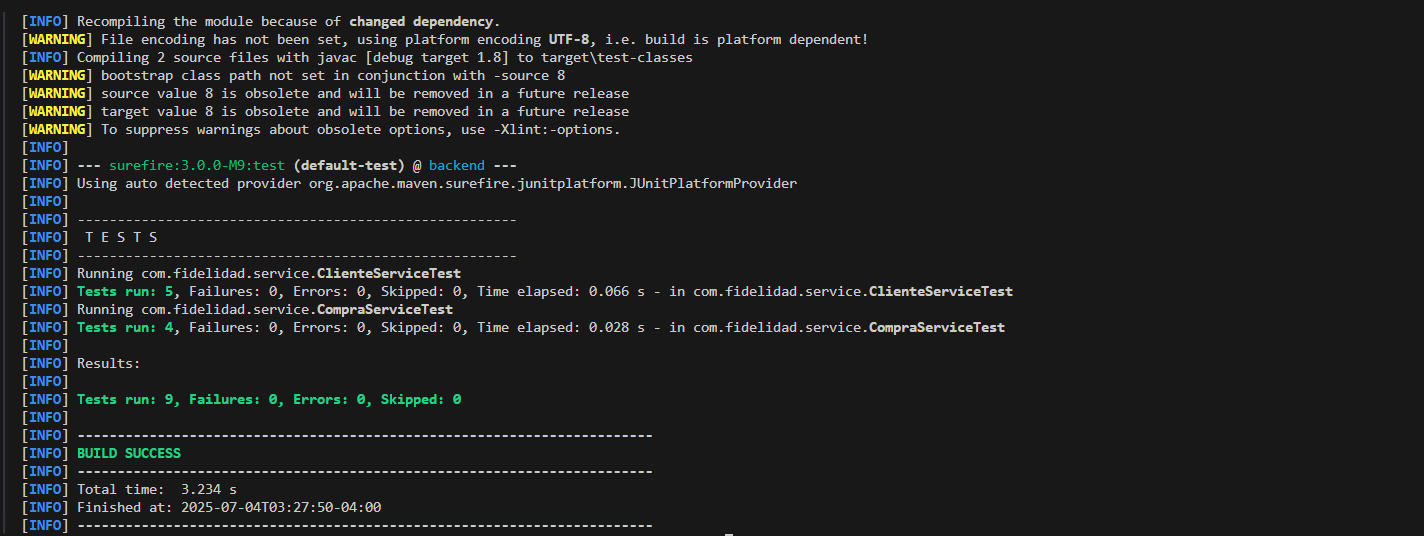 [INFO] Recompiling the module because of changed dependency.
[WARNING] File encoding has not been set, using platform encoding UTF-8, i.e. build is platform dependent!
[INFO] Compiling 2 source files with javac [debug target 1.8] to target\test-classes
[WARNING] bootstrap class path not set in conjunction with -source 8
[WARNING] source value 8 is obsolete and will be removed in a future release
[WARNING] target value 8 is obsolete and will be removed in a future release
[WARNING] To suppress warnings about obsolete options, use -Xlint:-options.
[INFO]
[INFO] --- surefire:3.0.0-M9:test (default-test) @ backend ---
[INFO] Using auto detected provider org.apache.maven.surefire.junitplatform.JUnitPlatformProvider
[INFO]
[INFO] -------------------------------------------------------
[INFO]  T E S T S
[INFO] -------------------------------------------------------
[INFO] Running com.fidelidad.service.ClienteServiceTest
[INFO] Tests run: 5, Failures: 0, Errors: 0, Skipped: 0, Time elapsed: 0.066 s - in com.fidelidad.service.ClienteServiceTest
[INFO] Running com.fidelidad.service.CompraServiceTest
[INFO] Tests run: 4, Failures: 0, Errors: 0, Skipped: 0, Time elapsed: 0.028 s - in com.fidelidad.service.CompraServiceTest
[INFO]
[INFO] Results:
[INFO]
[INFO] Tests run: 9, Failures: 0, Errors: 0, Skipped: 0
[INFO]
[INFO] ------------------------------------------------------------------------
[INFO] BUILD SUCCESS
[INFO] ------------------------------------------------------------------------
[INFO] Total time:  3.234 s
[INFO] Finished at: 2025-07-04T03:27:50-04:00
[INFO] ------------------------------------------------------------------------